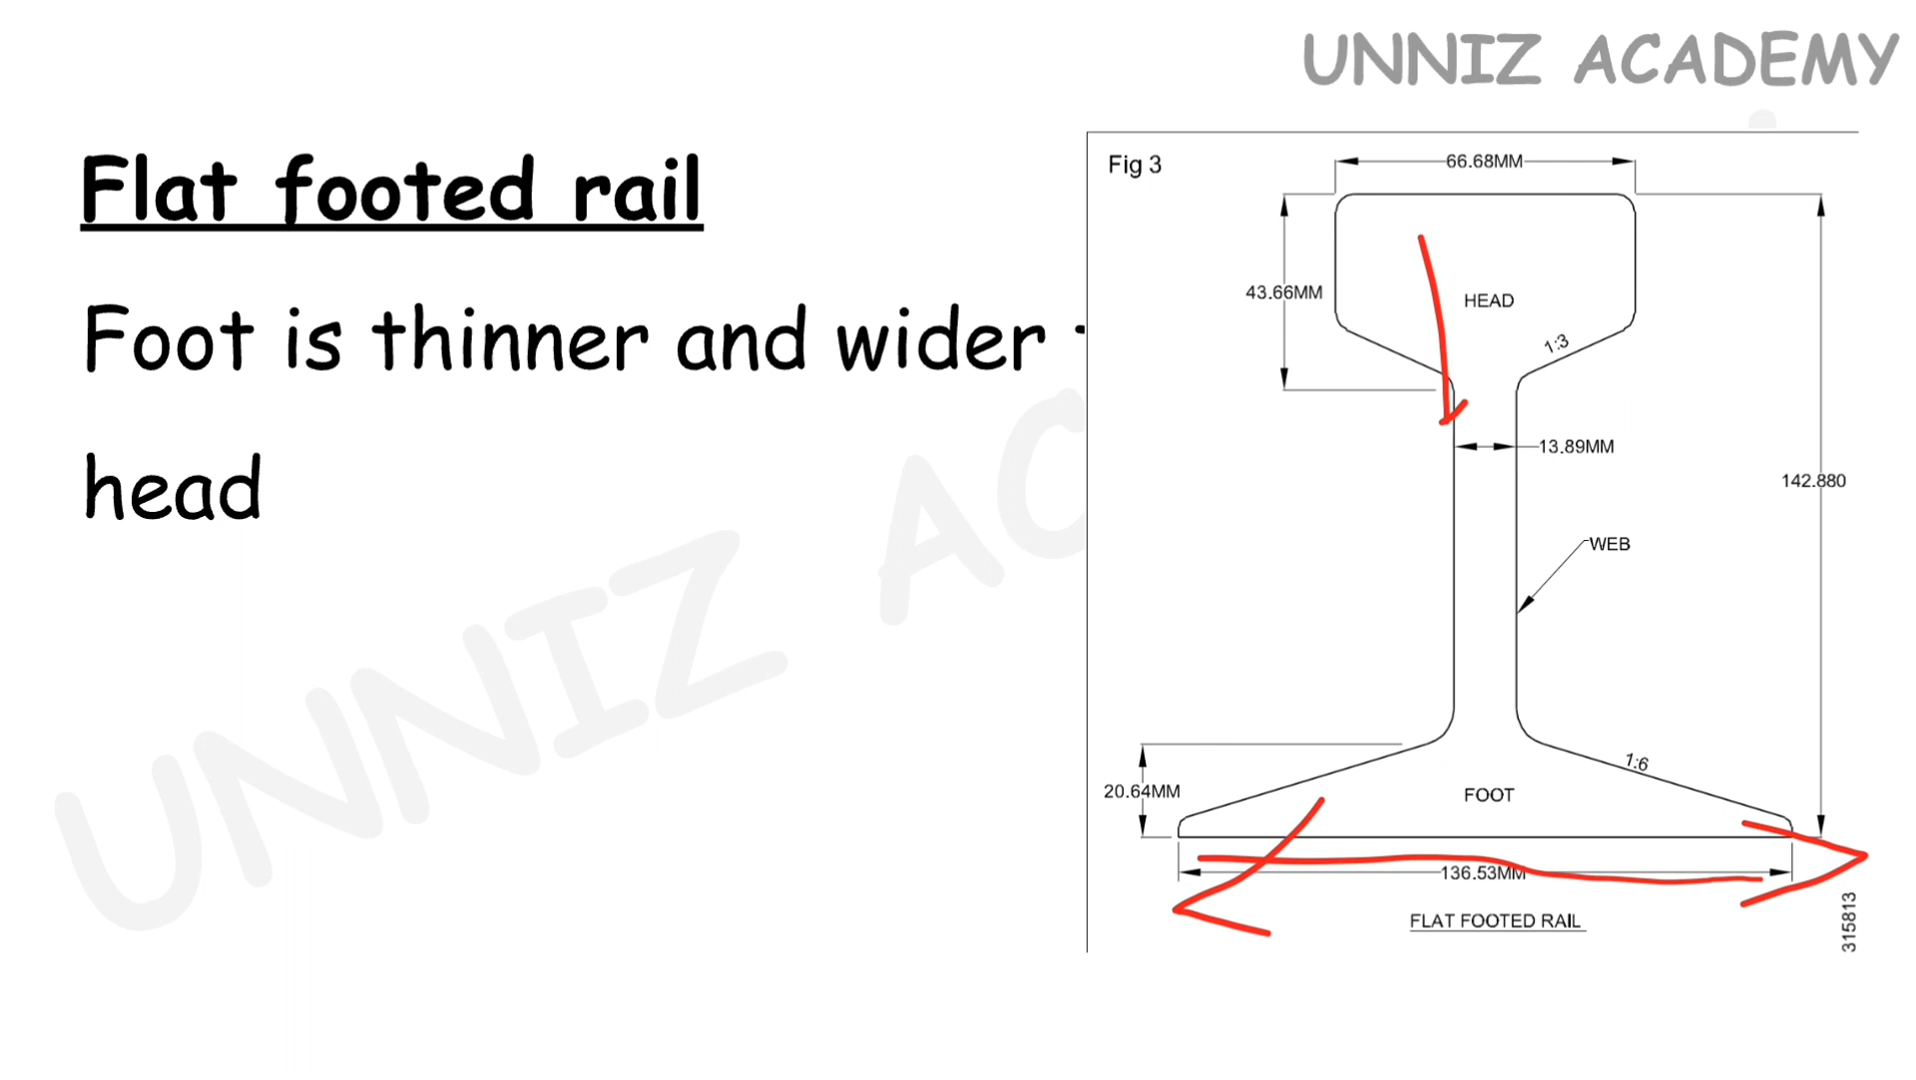 UNNIZ ACADEMY
Flat footed rail
Foot is thinner and wider
head
Fig 3
66.68MM
43.66MM
HEAD
1:3
13.89MM
142.880
WEB
1:6
20.64MM
FOOT
136.53MM
FLAT FOOTED RAIL
315813
UNNIZ AC